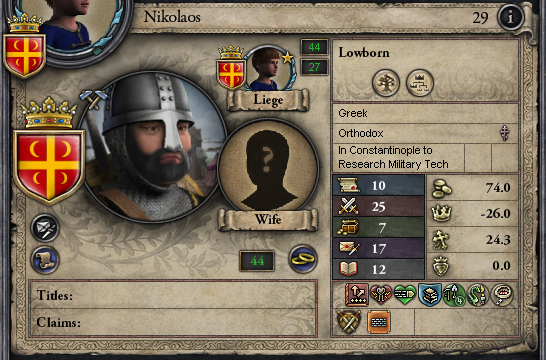 Nikolaos 29 i
44
27
Lowborn
Liege
Greek
Orthodox
In Constantinople to
Research Military Tech
?
Wife
44
10 74.0
25 -26.0
7 24.3
17 0.0
12
Titles:
Claims: